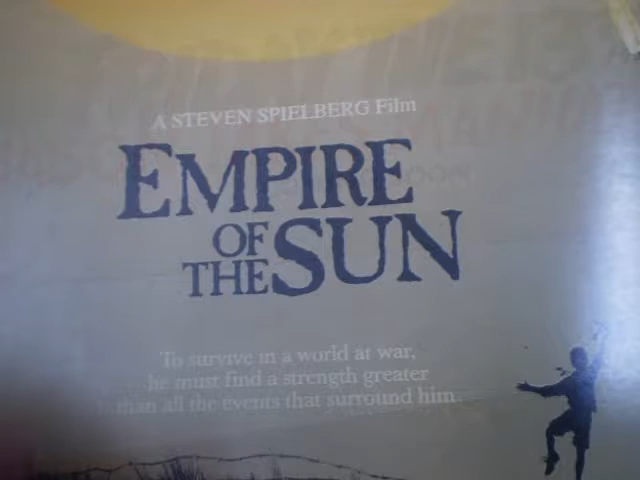 A STEVEN SPIELBERG Film
EMPIRE
OF
THE SUN
To survive in a world at war,
he must find a strength greater
than all the events that surround him.